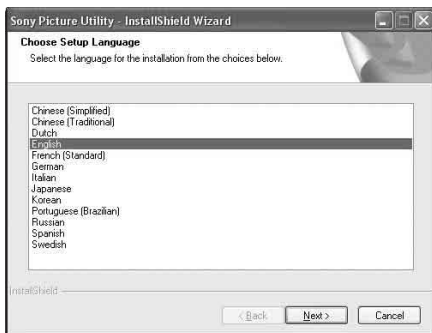 Sony Picture Utility - InstallShield Wizard
Choose Setup Language
Select the language for the installation from the choices below.
Chinese (Simplified)
Chinese (Traditional)
Dutch
English
French (Standard)
German
Italian
Japanese
Korean
Portuguese (Brazilian)
Russian
Spanish
Swedish
InstallShield
< Back Next > Cancel